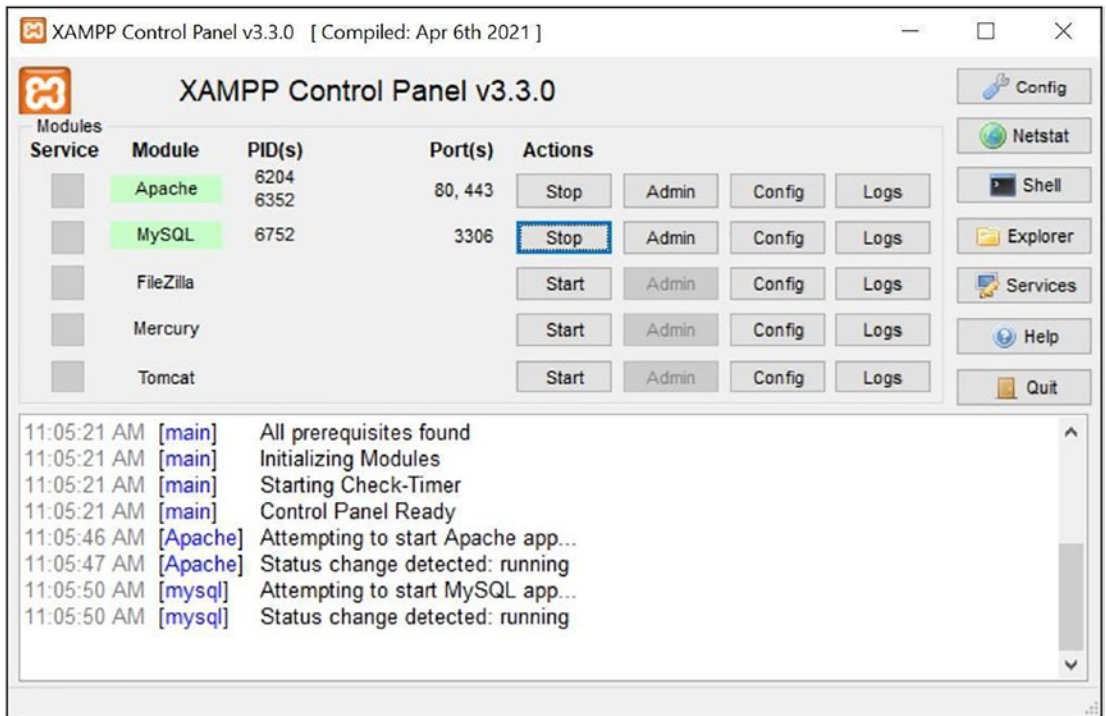 XAMPP Control Panel v3.3.0 [ Compiled: Apr 6th 2021 ]
XAMPP Control Panel v3.3.0
Config
Modules
Netstat
Service Module PID(s) Port(s) Actions
Apache 6204 6352 80, 443 Stop Admin Config Logs
Shell
MySQL 6752 3306 Stop Admin Config Logs
Explorer
FileZilla Start Admin Config Logs
Services
Mercury Start Admin Config Logs
Help
Tomcat Start Admin Config Logs
Quit
11:05:21 AM [main] All prerequisites found
11:05:21 AM [main] Initializing Modules
11:05:21 AM [main] Starting Check-Timer
11:05:21 AM [main] Control Panel Ready
11:05:46 AM [Apache] Attempting to start Apache app...
11:05:47 AM [Apache] Status change detected: running
11:05:50 AM [mysql] Attempting to start MySQL app...
11:05:50 AM [mysql] Status change detected: running